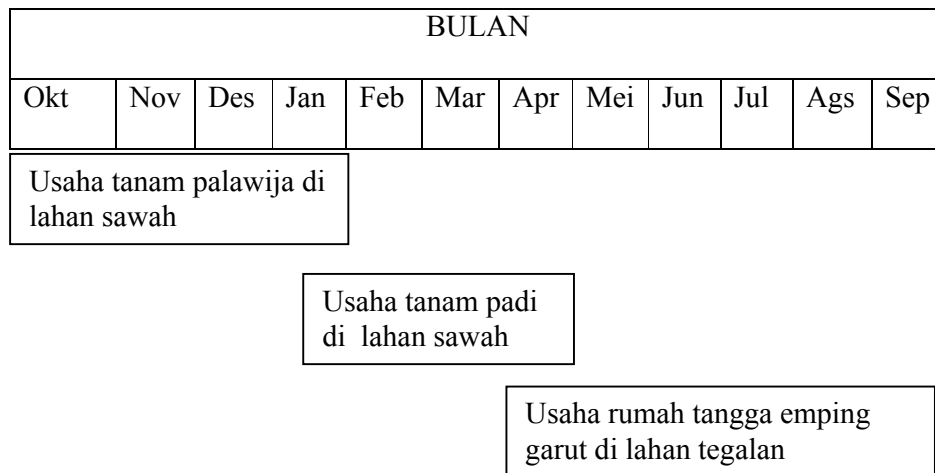 BULAN
Okt Nov Des Jan Feb Mar Apr Mei Jun Jul Ags Sep
Usaha tanam palawija di
lahan sawah
Usaha tanam padi
di lahan sawah
Usaha rumah tangga emping
garut di lahan tegalan